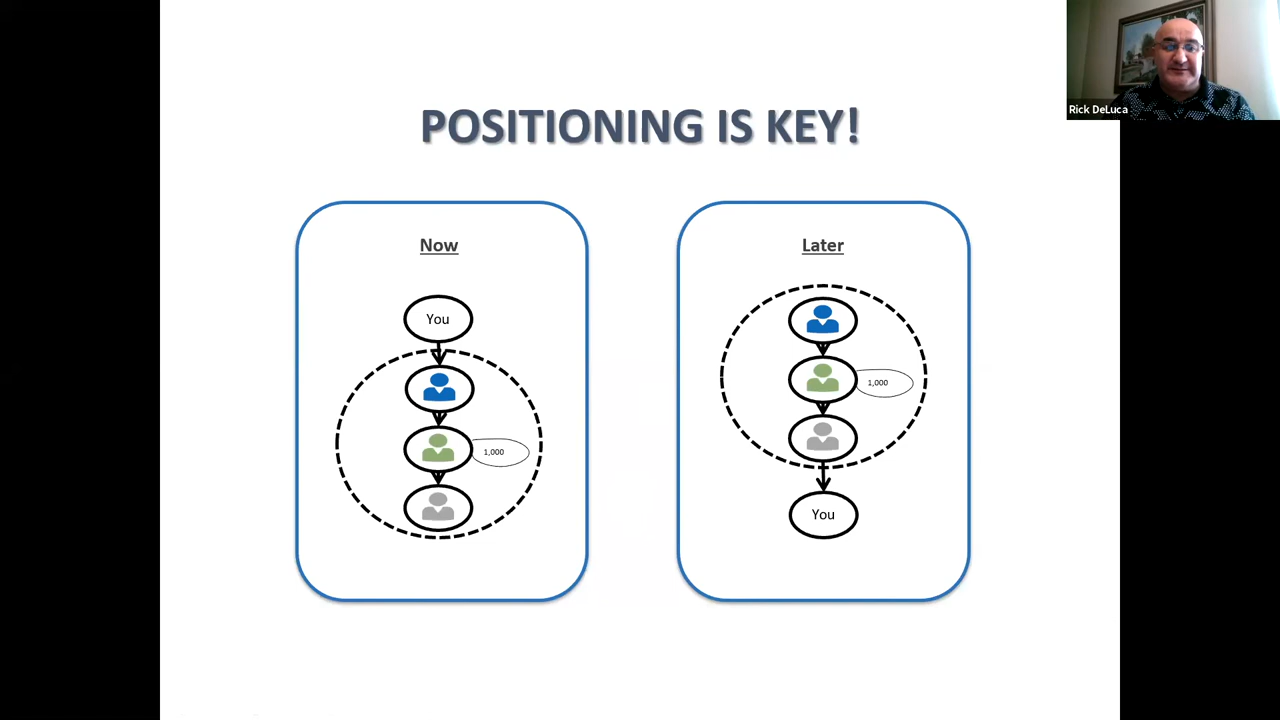 POSITIONING IS KEY!
Rick DeLuca
Now
You
1,000
Later
1,000
You